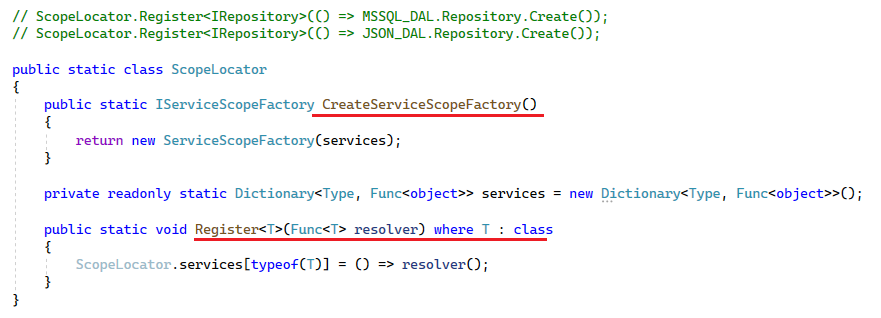 // ScopeLocator.Register<IRepository>(() => MSSQL_DAL.Repository.Create());
// ScopeLocator.Register<IRepository>(() => JSON_DAL.Repository.Create());
public static class ScopeLocator
{
public static IServiceScopeFactory CreateServiceScopeFactory()
{
return new ServiceScopeFactory(services);
}
private readonly static Dictionary<Type, Func<object>> services = new Dictionary<Type, Func<object>>();
public static void Register<T>(Func<T> resolver) where T : class
{
ScopeLocator.services[typeof(T)] = () => resolver();
}
}